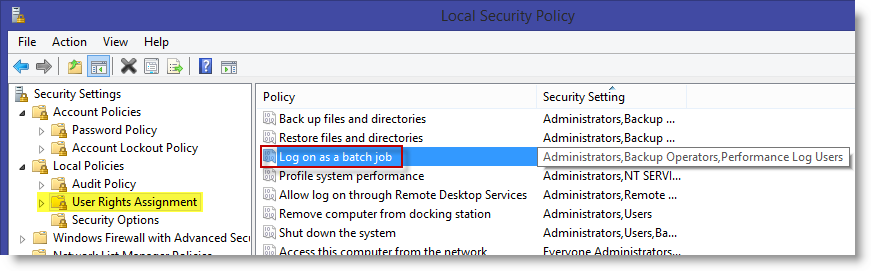 Local Security Policy
File Action View Help
Security Settings
Account Policies
Password Policy
Account Lockout Policy
Local Policies
Audit Policy
User Rights Assignment
Security Options
Windows Firewall with Advanced Secu
Network List Manager Policies
Policy Security Setting
Back up files and directories Administrators,Backup ...
Restore files and directories Administrators,Backup ...
Log on as a batch job Administrators,Backup Operators,Performance Log Users
Profile system performance Administrators,NT SERVI...
Allow log on through Remote Desktop Services Administrators,Remote ...
Remove computer from docking station Administrators,Users
Shut down the system Administrators,Users,Ba...
Access this computer from the network Everyone,Administrators...